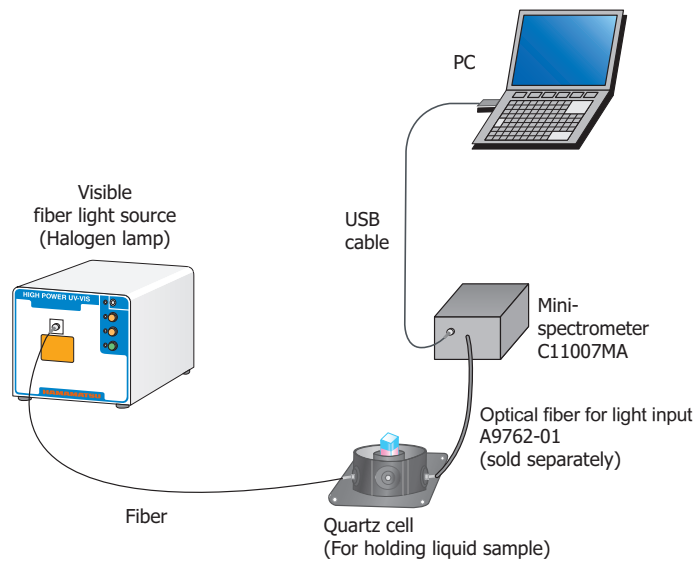 PC
Visible
fiber light source
(Halogen lamp)
USB
cable
HIGH POWER UV-VIS
HAMAMATSU
Mini-
spectrometer
C11007MA
Optical fiber for light input
A9762-01
(sold separately)
Fiber
Quartz cell
(For holding liquid sample)